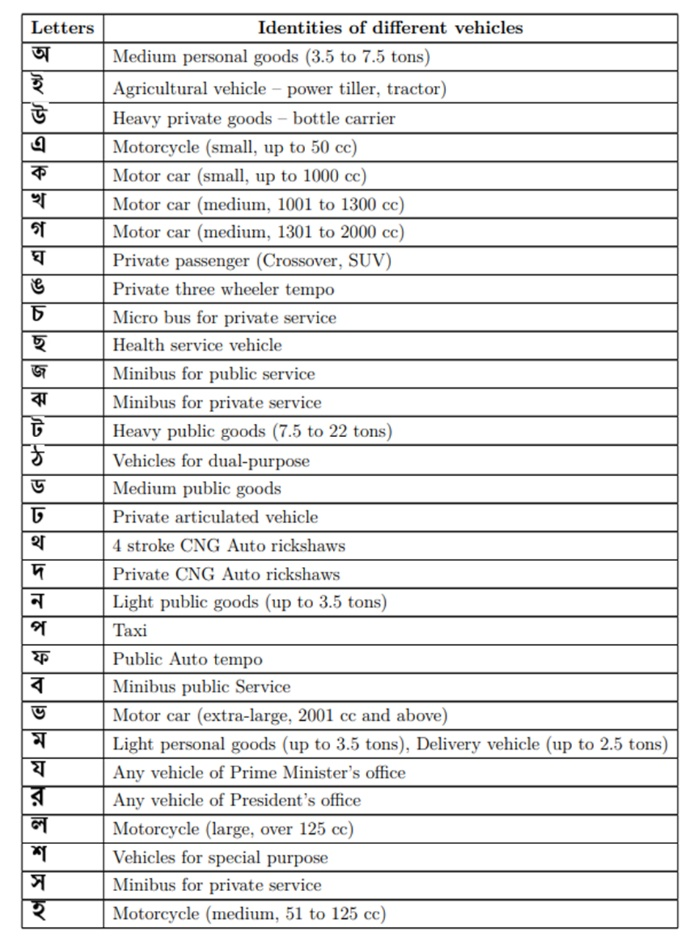 Letters Identities of different vehicles
অ Medium personal goods (3.5 to 7.5 tons)
ই Agricultural vehicle – power tiller, tractor)
উ Heavy private goods – bottle carrier
এ Motorcycle (small, up to 50 cc)
ক Motor car (small, up to 1000 cc)
খ Motor car (medium, 1001 to 1300 cc)
গ Motor car (medium, 1301 to 2000 cc)
ঘ Private passenger (Crossover, SUV)
ঙ Private three wheeler tempo
চ Micro bus for private service
ছ Health service vehicle
জ Minibus for public service
ঝ Minibus for private service
ট Heavy public goods (7.5 to 22 tons)
ঠ Vehicles for dual-purpose
ড Medium public goods
ঢ Private articulated vehicle
থ 4 stroke CNG Auto rickshaws
দ Private CNG Auto rickshaws
ন Light public goods (up to 3.5 tons)
প Taxi
ফ Public Auto tempo
ব Minibus public Service
ভ Motor car (extra-large, 2001 cc and above)
ম Light personal goods (up to 3.5 tons), Delivery vehicle (up to 2.5 tons)
য Any vehicle of Prime Minister's office
র Any vehicle of President's office
ল Motorcycle (large, over 125 cc)
শ Vehicles for special purpose
স Minibus for private service
হ Motorcycle (medium, 51 to 125 cc)